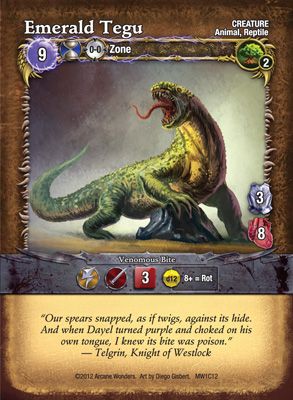 Emerald Tegu
CREATURE
Animal, Reptile
9
0-0 Zone
2
3
8
Venomous Bite
3 d12 8+ = Rot
“Our spears snapped, as if twigs, against its hide.
And when Dayel turned purple and choked on his
own tongue, I knew its bite was poison.”
— Telgrin, Knight of Westlock
©2012 Arcane Wonders. Art by Diego Gisbert. MW1C12